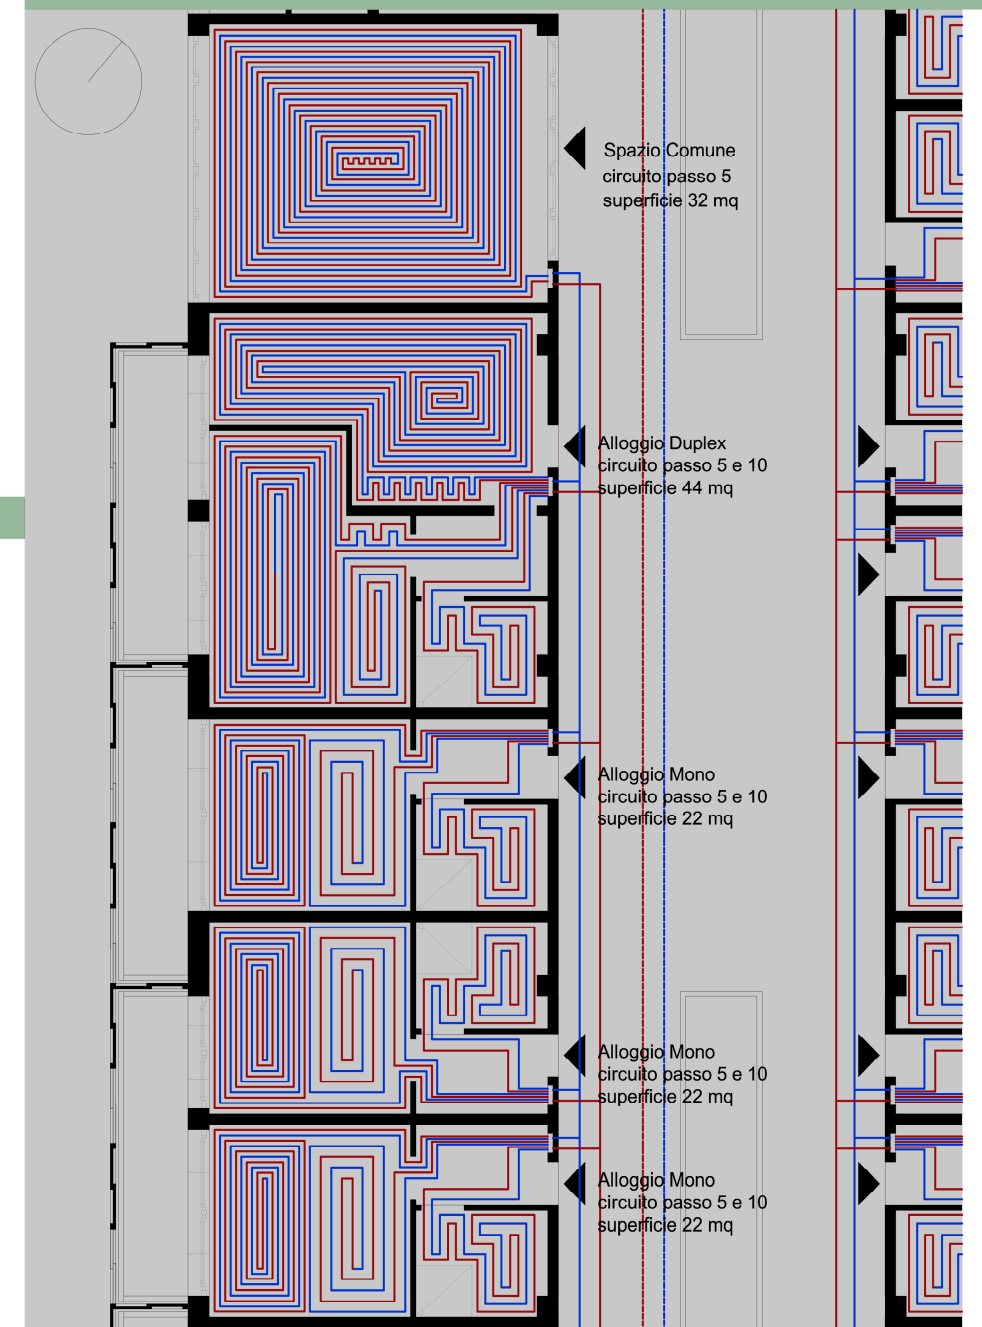 Spazio Comune
circuito passo 5
superficie 32 mq
Alloggio Duplex
circuito passo 5 e 10
superficie 44 mq
Alloggio Mono
circuito passo 5 e 10
superficie 22 mq
Alloggio Mono
circuito passo 5 e 10
superficie 22 mq
Alloggio Mono
circuito passo 5 e 10
superficie 22 mq